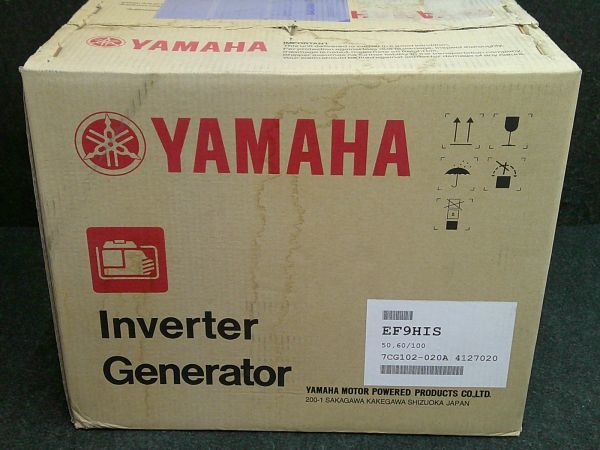 YAMAHA
IMPORTANT
YAMAHA
Inverter
Generator
EF9HIS
50,60/100
7CG102-020A 4127020
YAMAHA MOTOR POWERED PRODUCTS CO.,LTD.
200-1 SAKAGAWA KAKEGAWA SHIZUOKA JAPAN